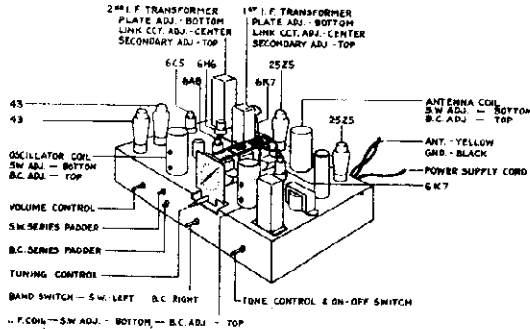 2ND I.F. TRANSFORMER
PLATE ADJ. - BOTTOM
LINK CCT. ADJ. - CENTER
SECONDARY ADJ - TOP
1ST I.F. TRANSFORMER
PLATE ADJ. - BOTTOM
LINK CCT. ADJ. - CENTER
SECONDARY ADJ. - TOP
6C5
6H6
6A8
6K7
25Z5
43
43
25Z5
ANTENNA COIL
S.W ADJ. - BOTTOM
B.C. ADJ. - TOP
ANT. - YELLOW
GND. - BLACK
POWER SUPPLY CORD
6K7
OSCILLATOR COIL
SW ADJ. - BOTTOM
B.C. ADJ. - TOP
VOLUME CONTROL
S.W. SERIES PADDER
B.C. SERIES PADDER
TUNING CONTROL
BAND SWITCH - S.W. - LEFT B.C. RIGHT
TONE CONTROL & ON-OFF SWITCH
F. COIL - S.W ADJ. - BOTTOM, - B.C. ADJ - TOP